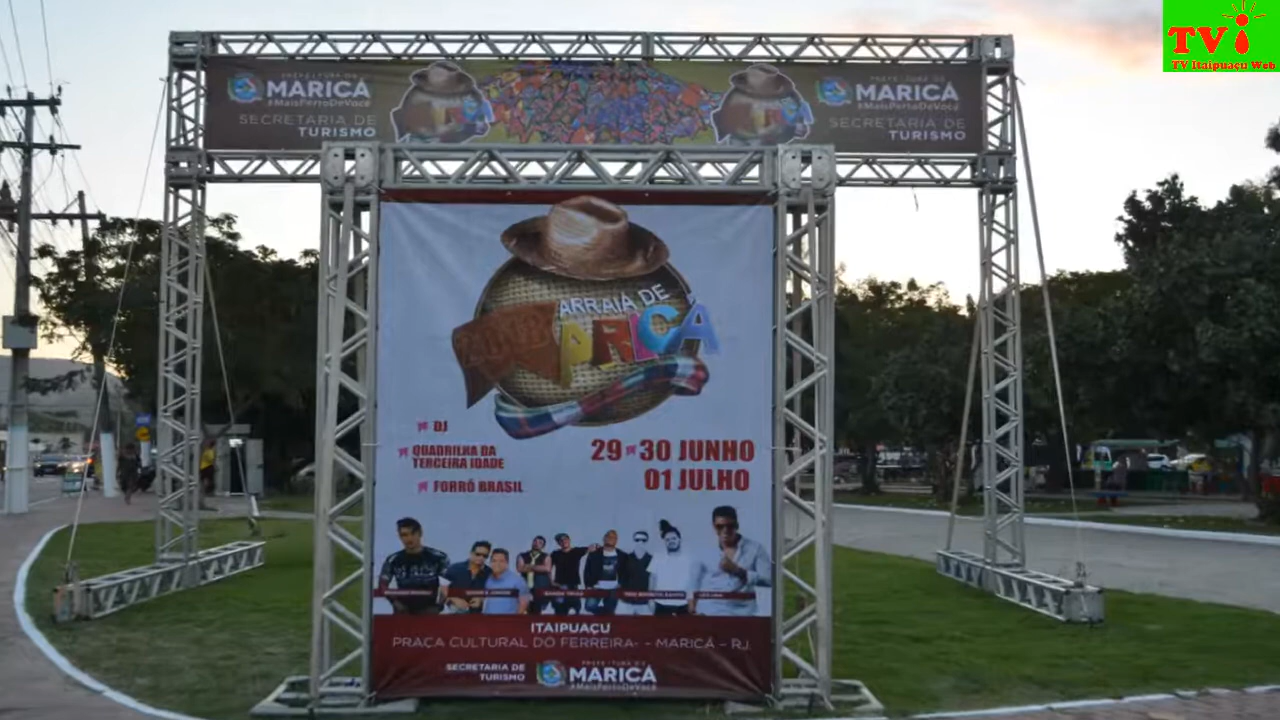 TVi
TV Itaipuaçu Web
PREFEITURA DE
MARICÁ
#MaisPertoDeVocê
SECRETARIA DE
TURISMO
PREFEITURA DE
MARICÁ
#MaisPertoDeVocê
SECRETARIA DE
TURISMO
ARRAIÁ DE
MARICÁ
DJ
QUADRILHA DA
TERCEIRA IDADE
FORRÓ BRASIL
29 30 JUNHO
01 JULHO
ITAIPUAÇU
PRAÇA CULTURAL DO FERREIRA- - MARICÁ – RJ
SECRETARIA DE
TURISMO
PREFEITURA DE
MARICÁ
#MaisPertoDeVocê